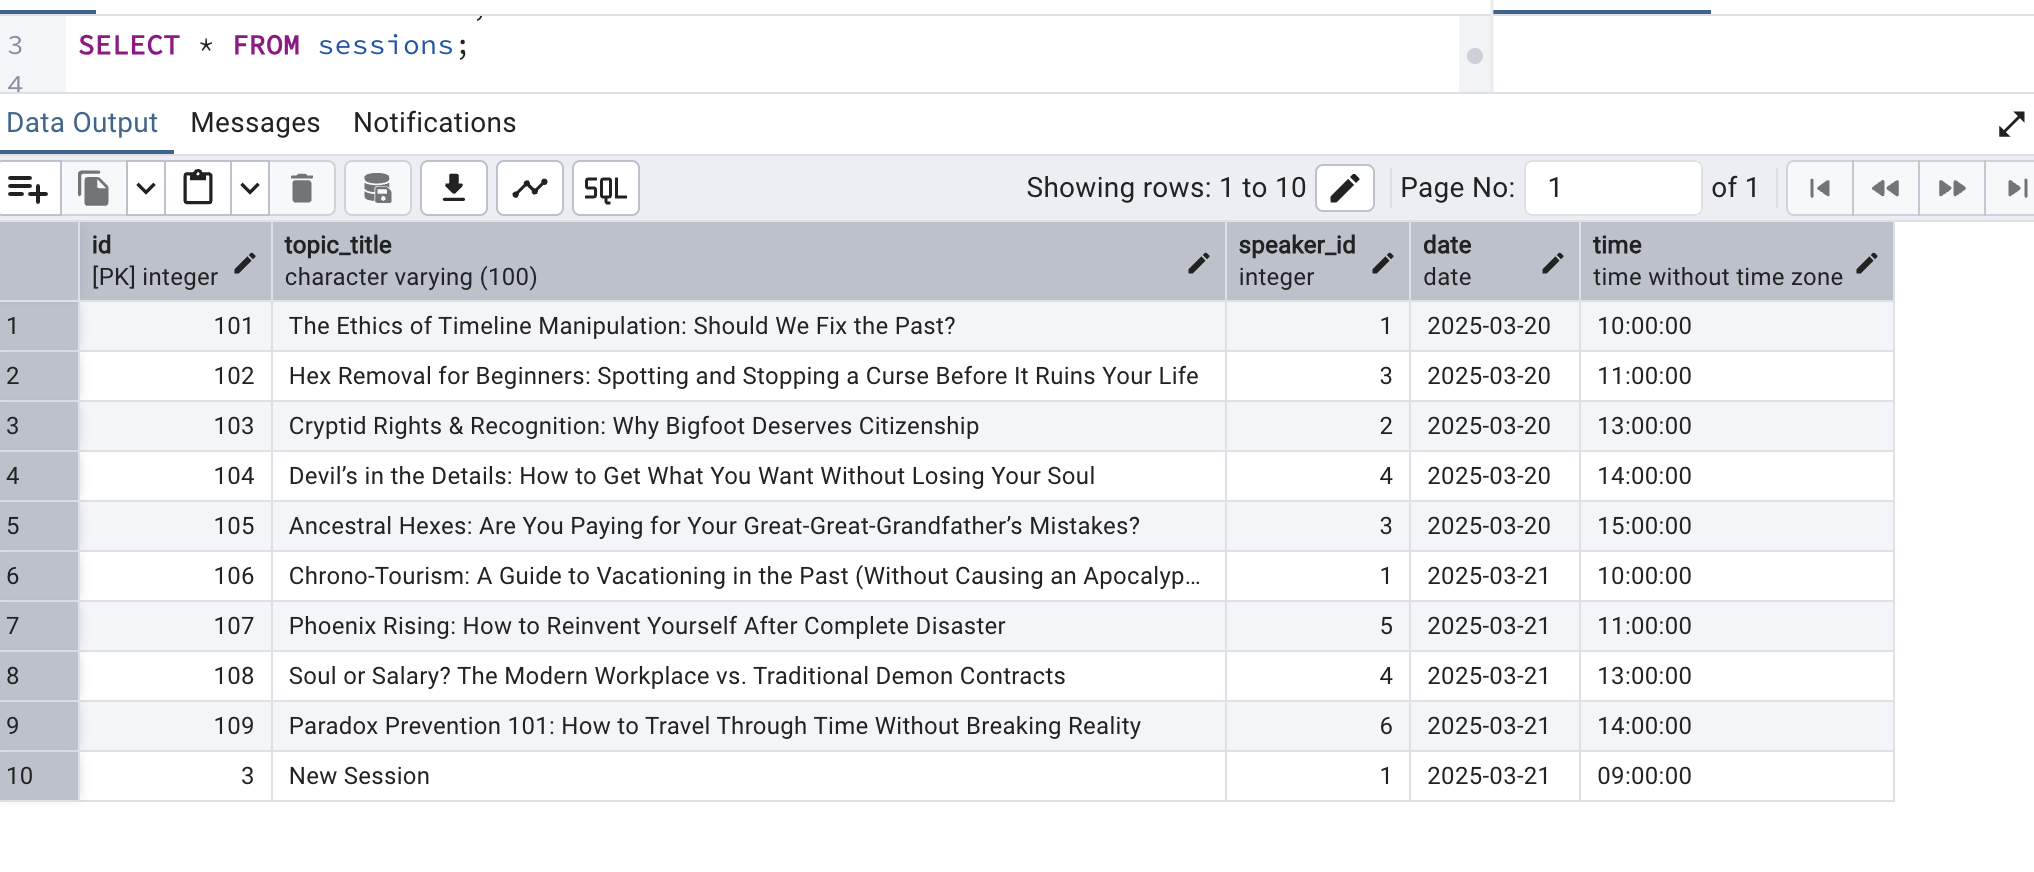 3 SELECT * FROM sessions;
4
Data Output Messages Notifications
SQL Showing rows: 1 to 10 Page No: 1 of 1
id topic_title speaker_id date time
[PK] integer character varying (100) integer date time without time zone
1 101 The Ethics of Timeline Manipulation: Should We Fix the Past? 1 2025-03-20 10:00:00
2 102 Hex Removal for Beginners: Spotting and Stopping a Curse Before It Ruins Your Life 3 2025-03-20 11:00:00
3 103 Cryptid Rights & Recognition: Why Bigfoot Deserves Citizenship 2 2025-03-20 13:00:00
4 104 Devil’s in the Details: How to Get What You Want Without Losing Your Soul 4 2025-03-20 14:00:00
5 105 Ancestral Hexes: Are You Paying for Your Great-Great-Grandfather’s Mistakes? 3 2025-03-20 15:00:00
6 106 Chrono-Tourism: A Guide to Vacationing in the Past (Without Causing an Apocalyp... 1 2025-03-21 10:00:00
7 107 Phoenix Rising: How to Reinvent Yourself After Complete Disaster 5 2025-03-21 11:00:00
8 108 Soul or Salary? The Modern Workplace vs. Traditional Demon Contracts 4 2025-03-21 13:00:00
9 109 Paradox Prevention 101: How to Travel Through Time Without Breaking Reality 6 2025-03-21 14:00:00
10 3 New Session 1 2025-03-21 09:00:00